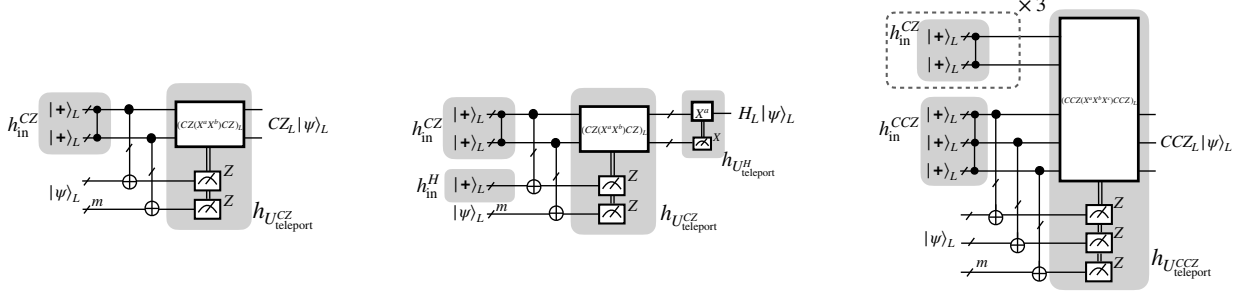 |+⟩_L
h_in^CZ
|+⟩_L
(CZ(X^a X^b)CZ)_L
CZ_L|ψ⟩_L
|ψ⟩_L
m
Z
Z
h_{U_teleport^CZ}
|+⟩_L
h_in^CZ
|+⟩_L
(CZ(X^a X^b)CZ)_L
X^a
H_L|ψ⟩_L
X
h_{U_teleport^H}
h_in^H
|+⟩_L
Z
|ψ⟩_L
m
Z
h_{U_teleport^CZ}
× 3
h_in^CZ
|+⟩_L
|+⟩_L
(CCZ(X^a X^b X^c)CCZ)_L
|+⟩_L
h_in^CCZ
|+⟩_L
CCZ_L|ψ⟩_L
|+⟩_L
Z
|ψ⟩_L
Z
m
Z
h_{U_teleport^CCZ}